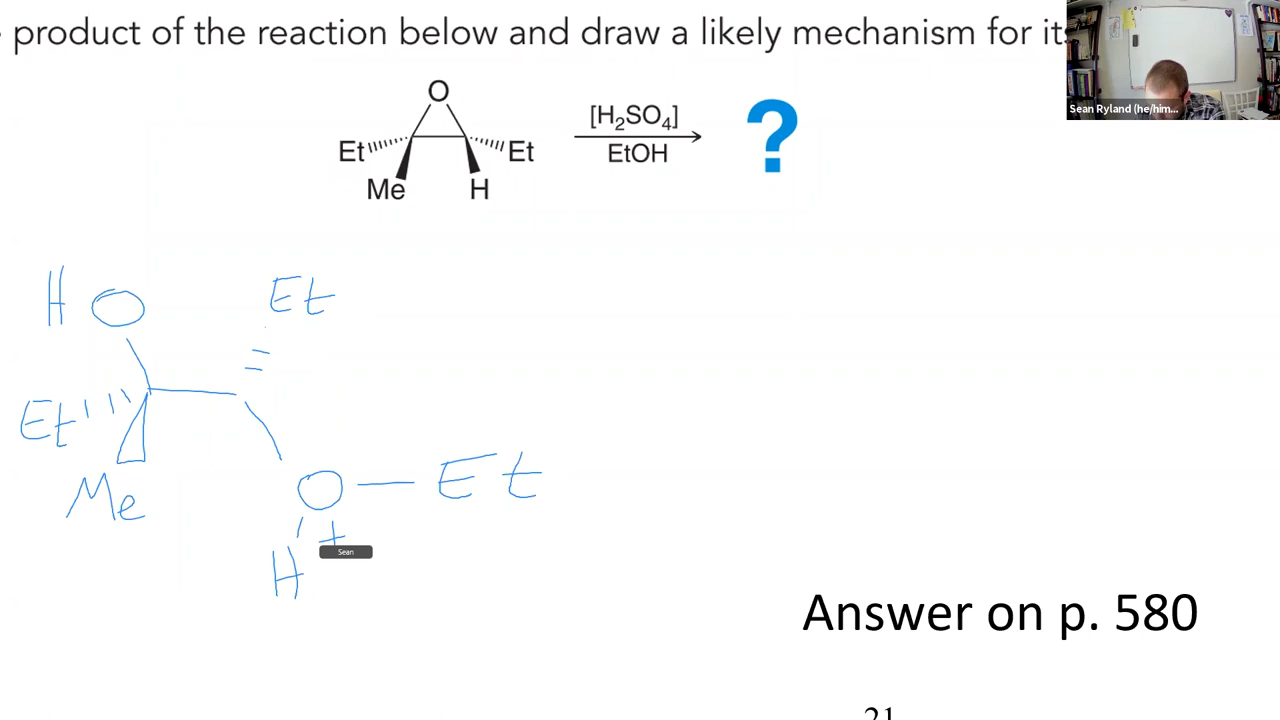 product of the reaction below and draw a likely mechanism for its
Sean Ryland (he/him...
O
Et Et
Me H
[H2SO4]
EtOH
?
H O Et
Et
Me
O — Et
H +
Sean
Answer on p. 580
21